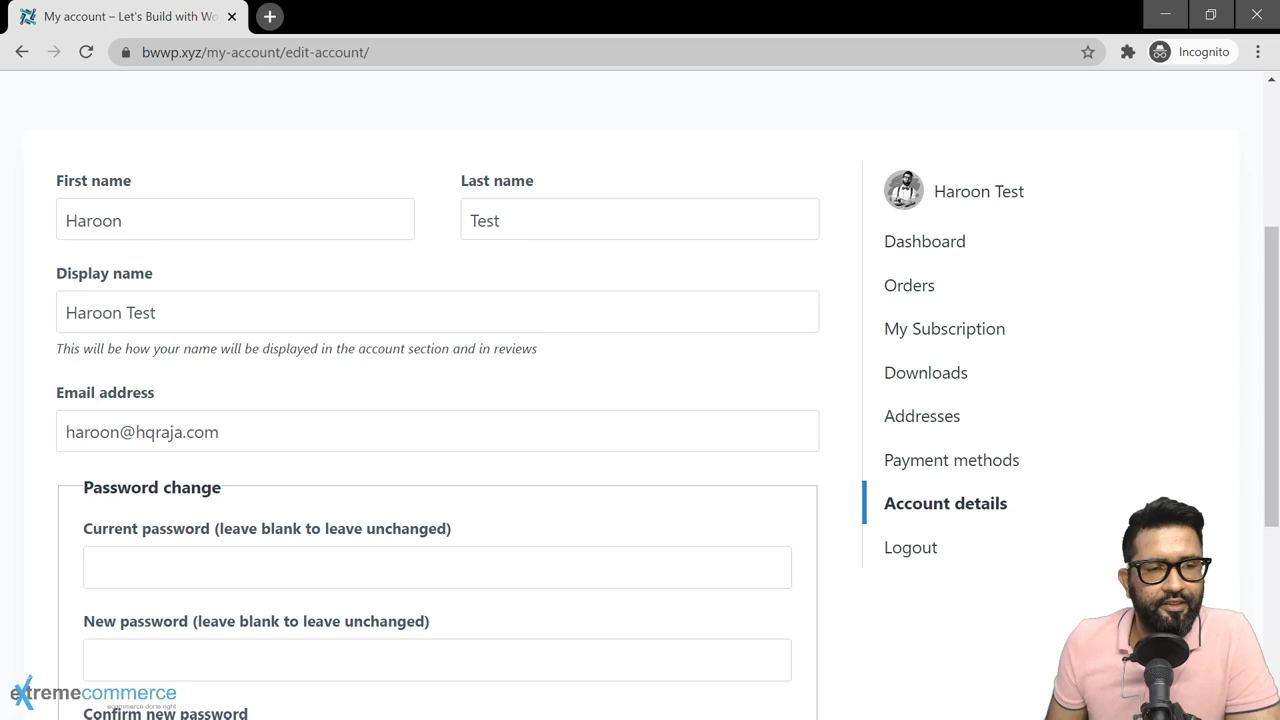 My account – Let's Build with Wo
bwwp.xyz/my-account/edit-account/
Incognito
First name
Last name
Haroon
Test
Display name
Haroon Test
This will be how your name will be displayed in the account section and in reviews
Email address
haroon@hqraja.com
Password change
Current password (leave blank to leave unchanged)
New password (leave blank to leave unchanged)
Confirm new password
Haroon Test
Dashboard
Orders
My Subscription
Downloads
Addresses
Payment methods
Account details
Logout
extremecommerce
ecommerce done right